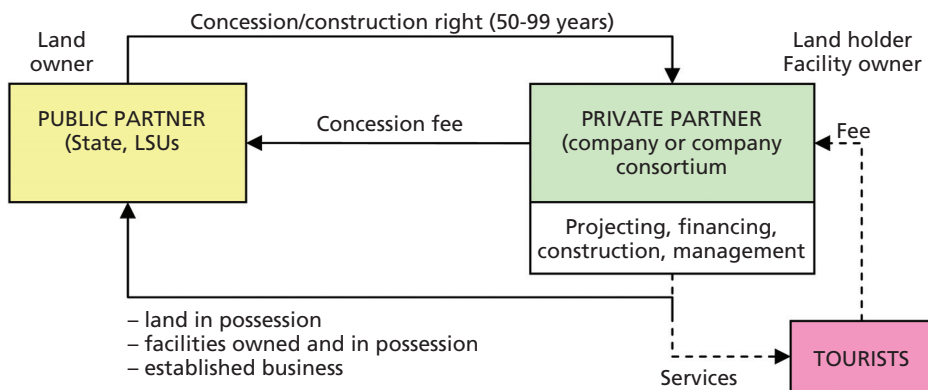 Concession/construction right (50-99 years)
Land
owner
Land holder
Facility owner
PUBLIC PARTNER
(State, LSUs
Concession fee
PRIVATE PARTNER
(company or company
consortium
Fee
Projecting, financing,
construction, management
– land in possession
– facilities owned and in possession
– established business
Services
TOURISTS